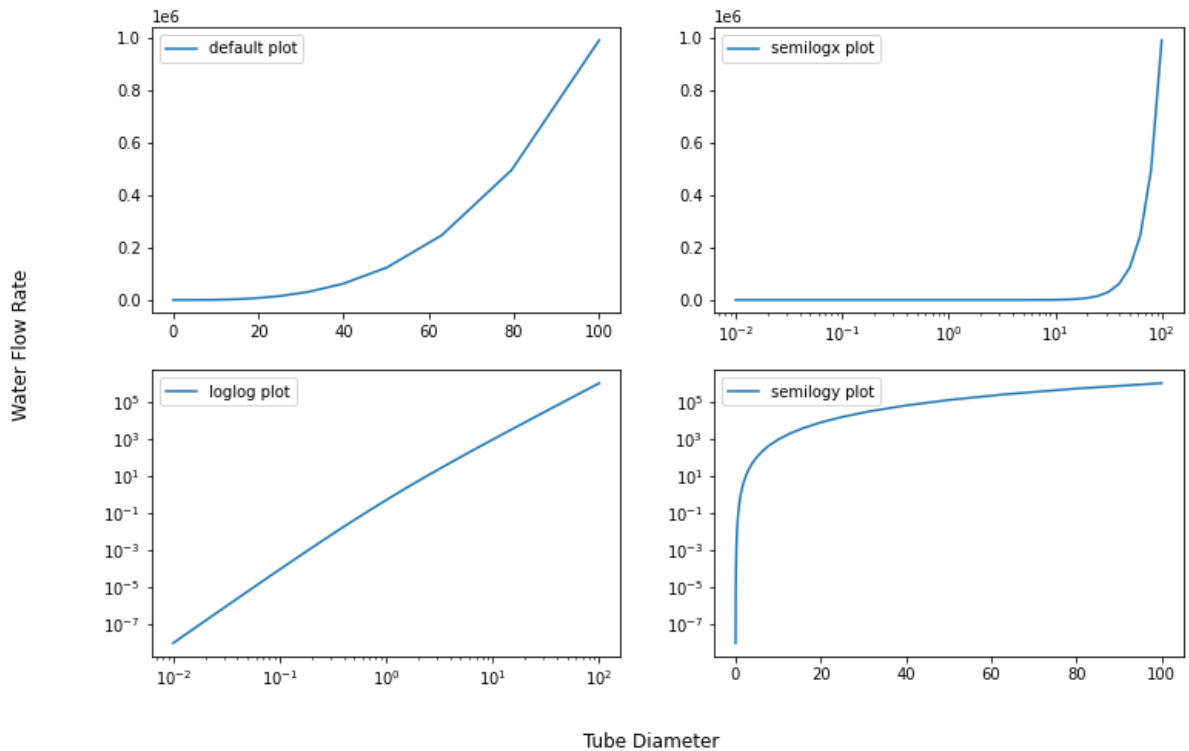 1e6
default plot
1.0
0.8
0.6
0.4
0.2
0.0
0 20 40 60 80 100
1e6
semilogx plot
1.0
0.8
0.6
0.4
0.2
0.0
10⁻² 10⁻¹ 10⁰ 10¹ 10²
Water Flow Rate
loglog plot
10⁵
10³
10¹
10⁻¹
10⁻³
10⁻⁵
10⁻⁷
10⁻² 10⁻¹ 10⁰ 10¹ 10²
semilogy plot
10⁵
10³
10¹
10⁻¹
10⁻³
10⁻⁵
10⁻⁷
0 20 40 60 80 100
Tube Diameter